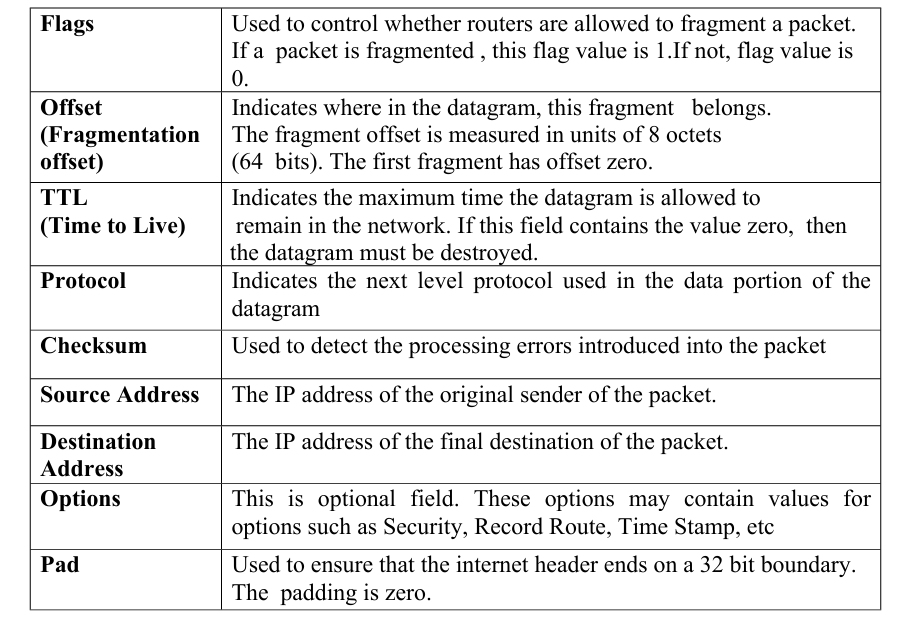 Flags
Used to control whether routers are allowed to fragment a packet.
If a packet is fragmented , this flag value is 1.If not, flag value is
0.
Offset
(Fragmentation
offset)
Indicates where in the datagram, this fragment belongs.
The fragment offset is measured in units of 8 octets
(64 bits). The first fragment has offset zero.
TTL
(Time to Live)
Indicates the maximum time the datagram is allowed to
remain in the network. If this field contains the value zero, then
the datagram must be destroyed.
Protocol
Indicates the next level protocol used in the data portion of the
datagram
Checksum
Used to detect the processing errors introduced into the packet
Source Address
The IP address of the original sender of the packet.
Destination
Address
The IP address of the final destination of the packet.
Options
This is optional field. These options may contain values for
options such as Security, Record Route, Time Stamp, etc
Pad
Used to ensure that the internet header ends on a 32 bit boundary.
The padding is zero.